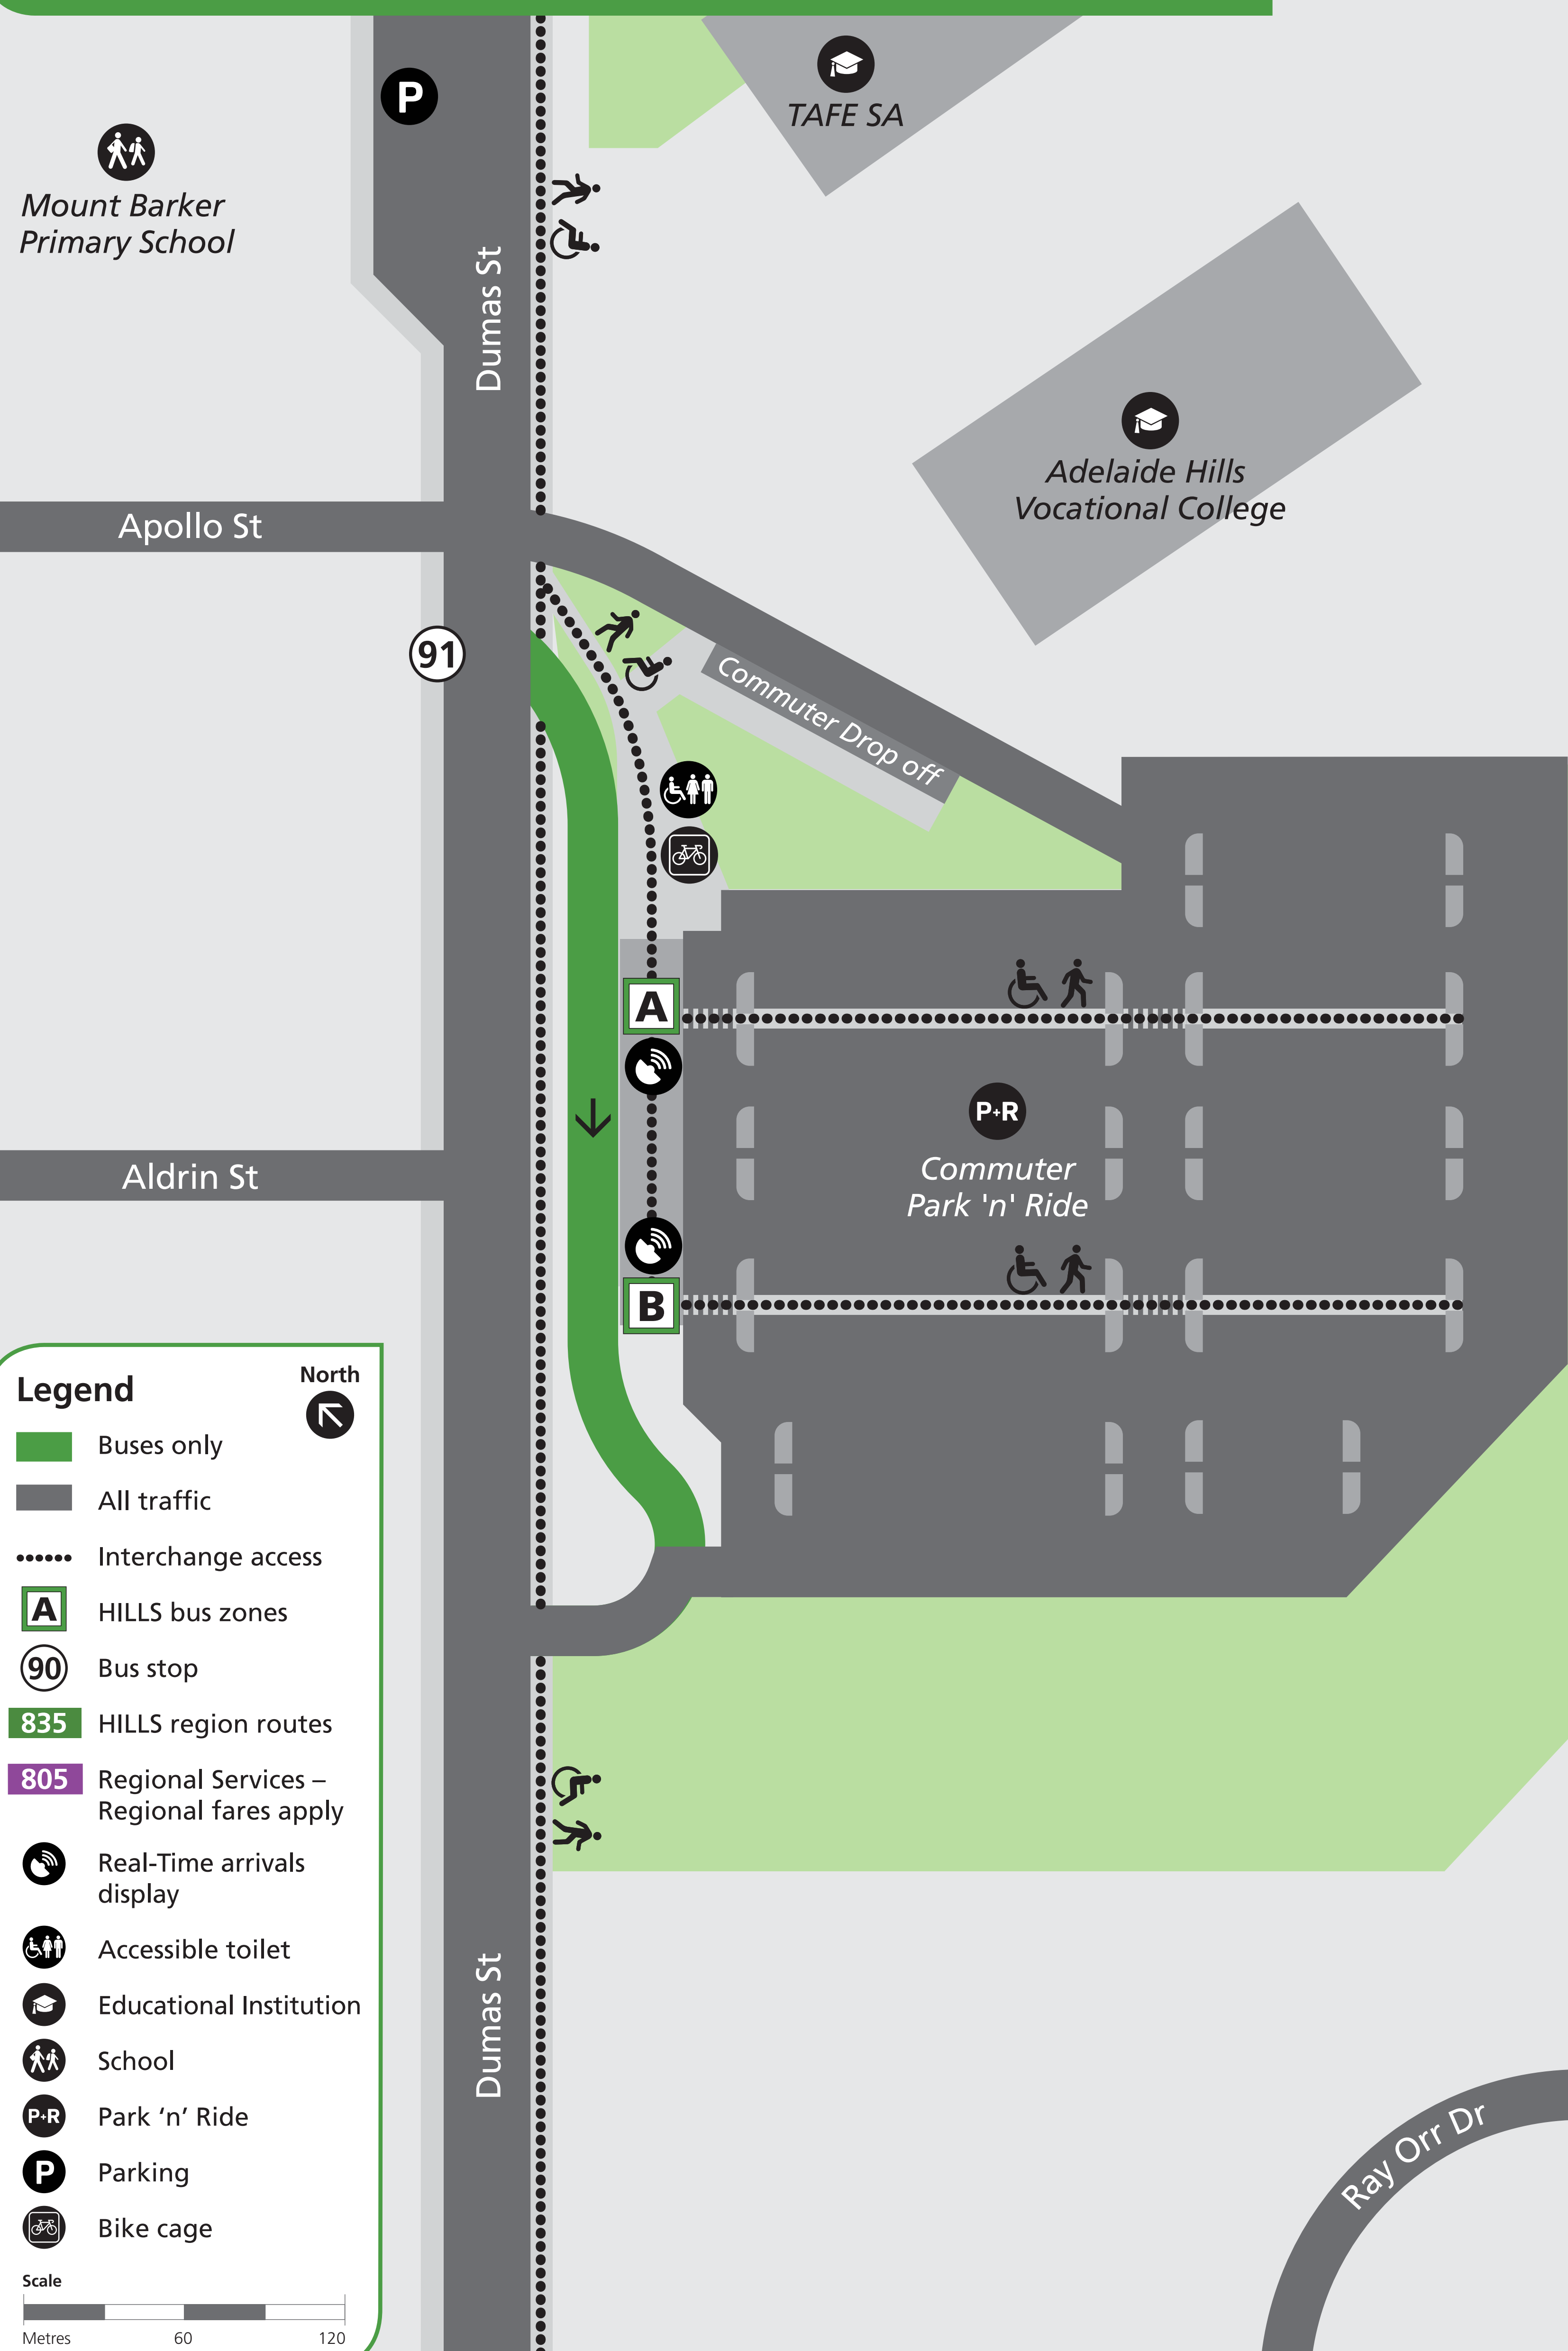 TAFE SA
P
Mount Barker
Primary School
Dumas St
Adelaide Hills
Vocational College
Apollo St
91
Commuter Drop off
A
P+R
Commuter
Park 'n' Ride
Aldrin St
B
Legend
North
Buses only
All traffic
Interchange access
A
HILLS bus zones
90
Bus stop
835
HILLS region routes
805
Regional Services –
Regional fares apply
Real-Time arrivals
display
Accessible toilet
Educational Institution
School
P+R
Park ‘n’ Ride
P
Parking
Bike cage
Scale
Metres
60
120
Dumas St
Ray Orr Dr